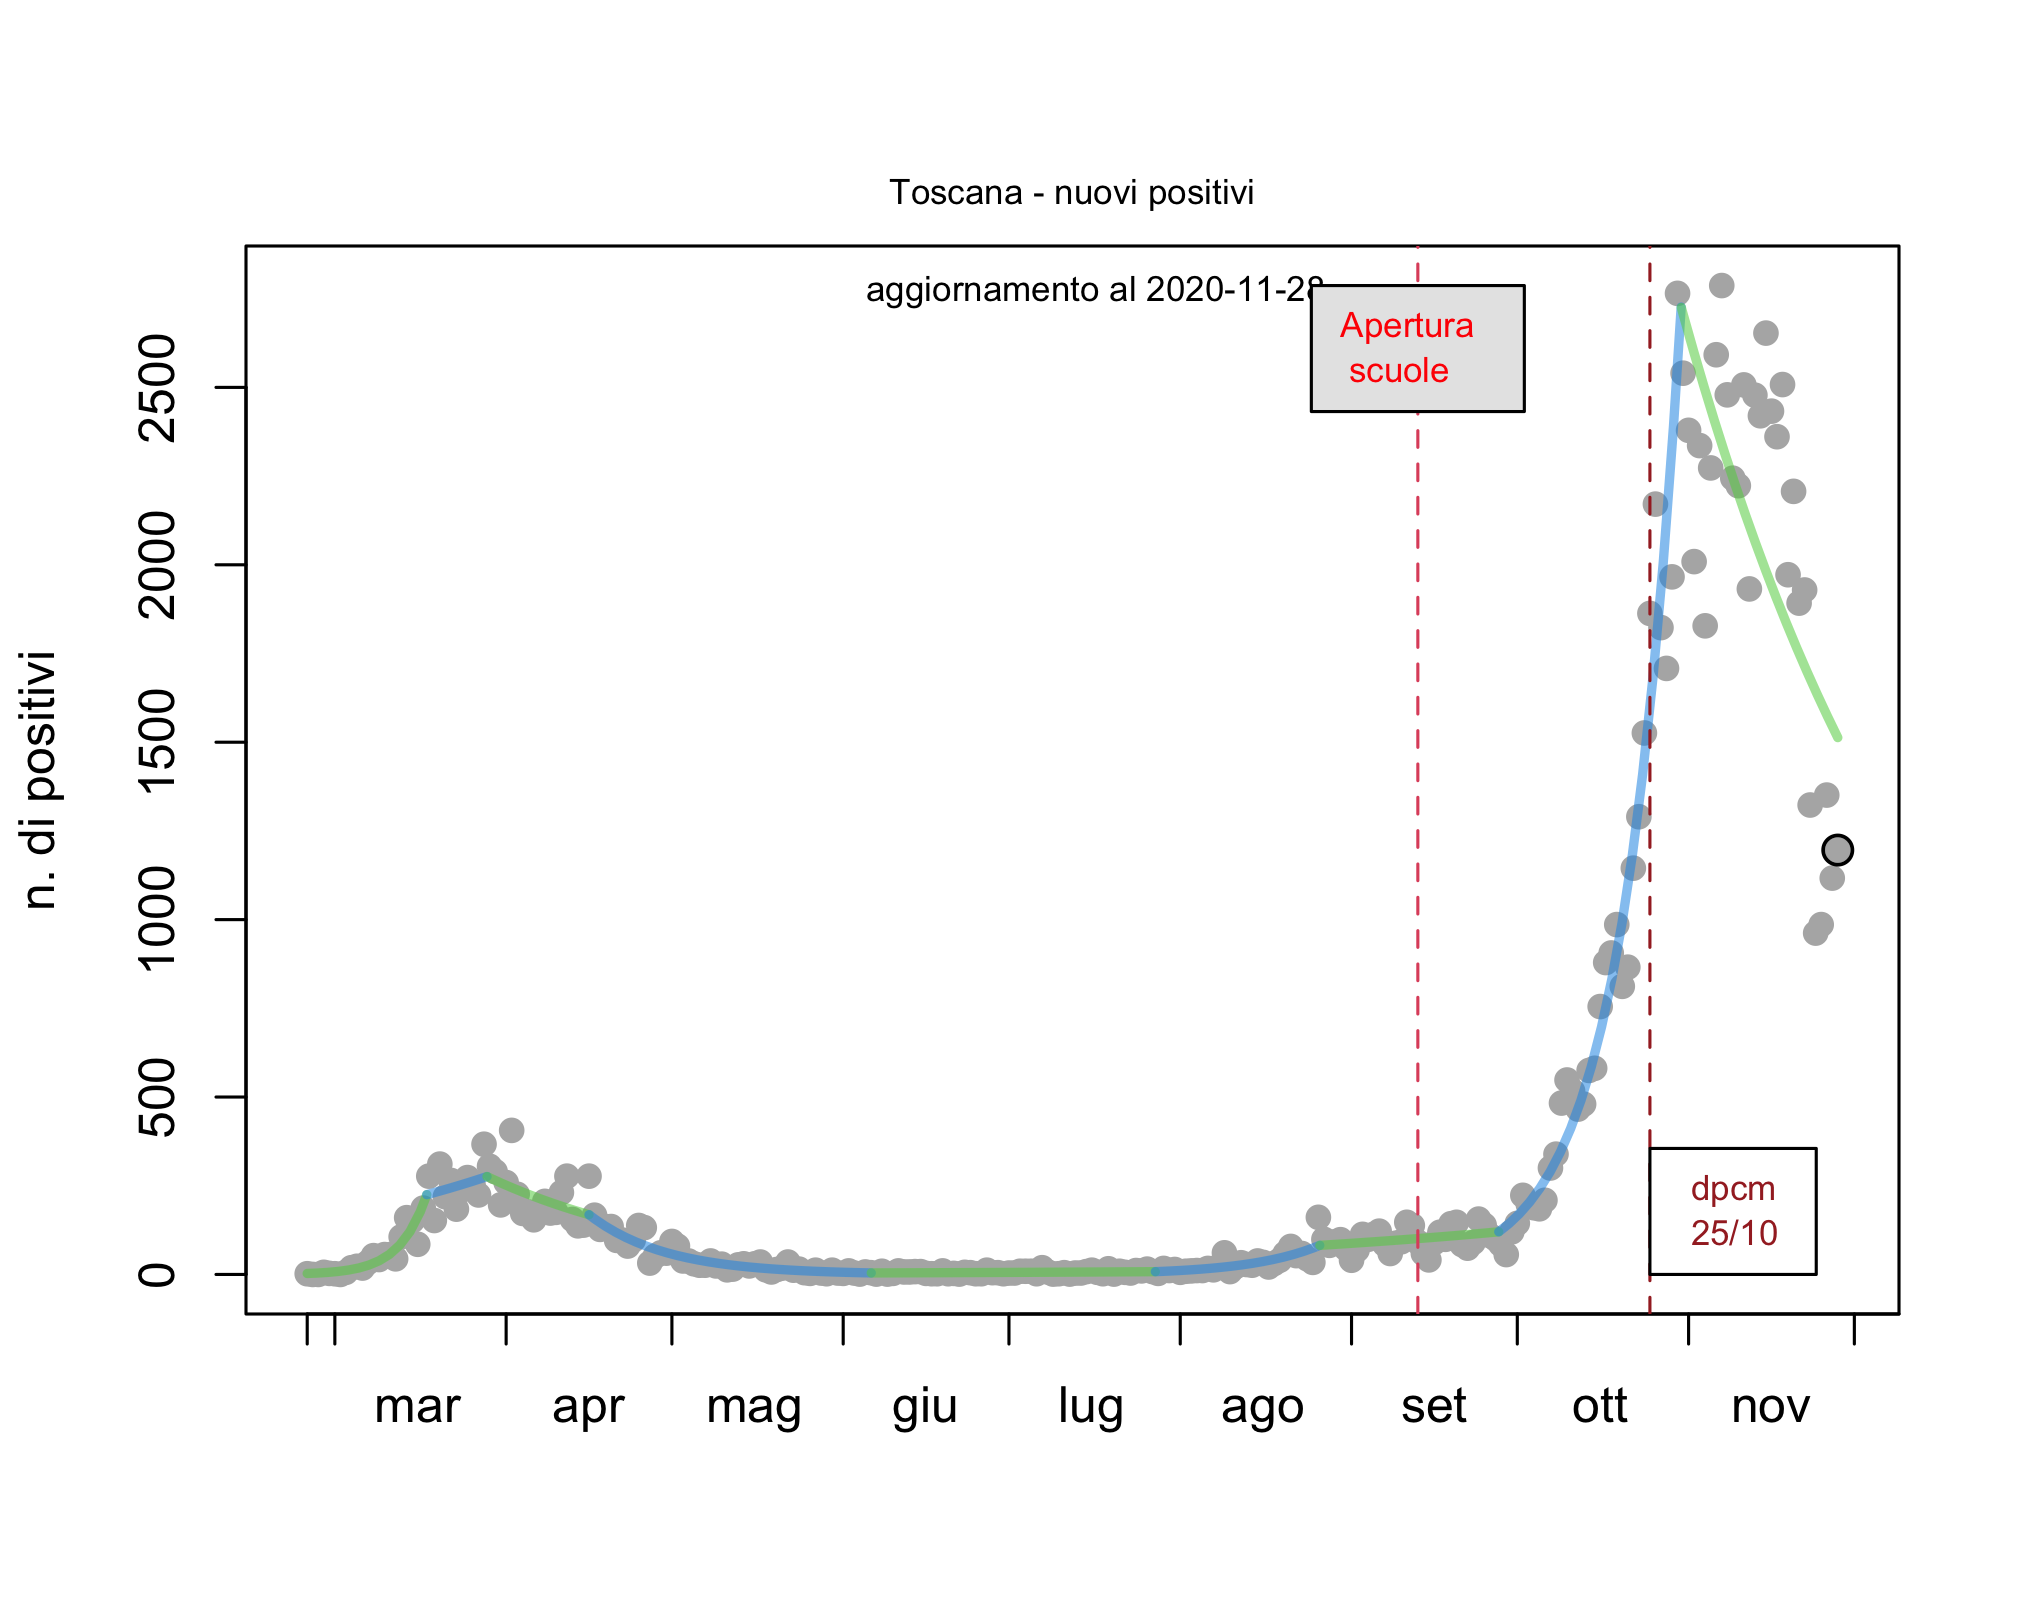 Toscana - nuovi positivi
aggiornamento al 2020-11-28
Apertura
scuole
n. di positivi
2500
2000
1500
1000
500
0
dpcm
25/10
mar apr mag giu lug ago set ott nov